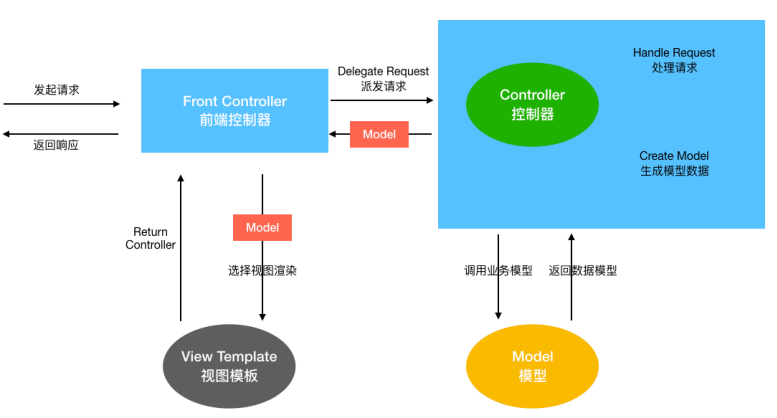 发起请求
返回响应
Front Controller
前端控制器
Delegate Request
派发请求
Model
Controller
控制器
Handle Request
处理请求
Create Model
生成模型数据
Return
Controller
Model
选择视图渲染
调用业务模型
返回数据模型
View Template
视图模板
Model
模型